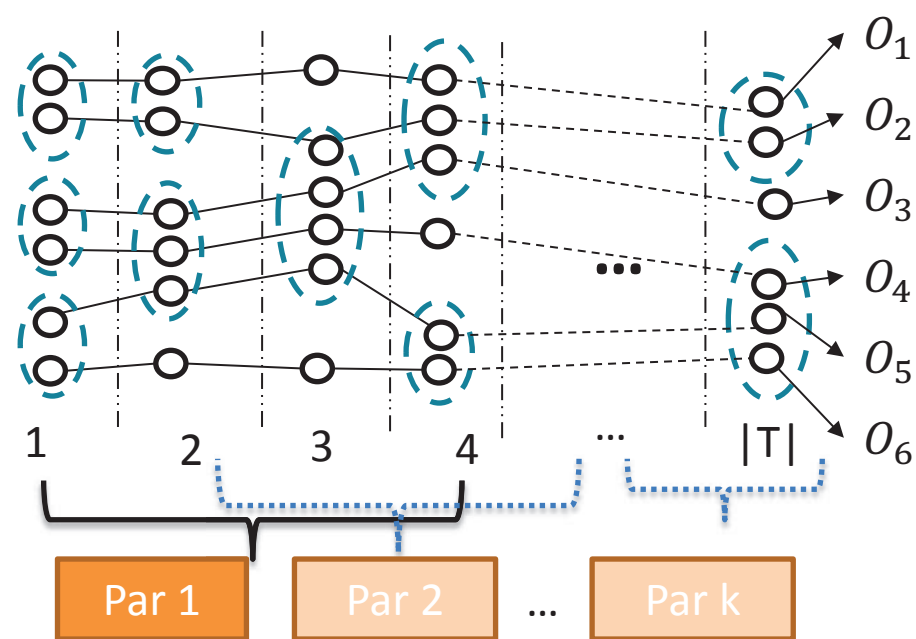 O₁
O₂
O₃
O₄
O₅
O₆
...
1 2 3 4 ... |T|
Par 1 Par 2 ... Par k